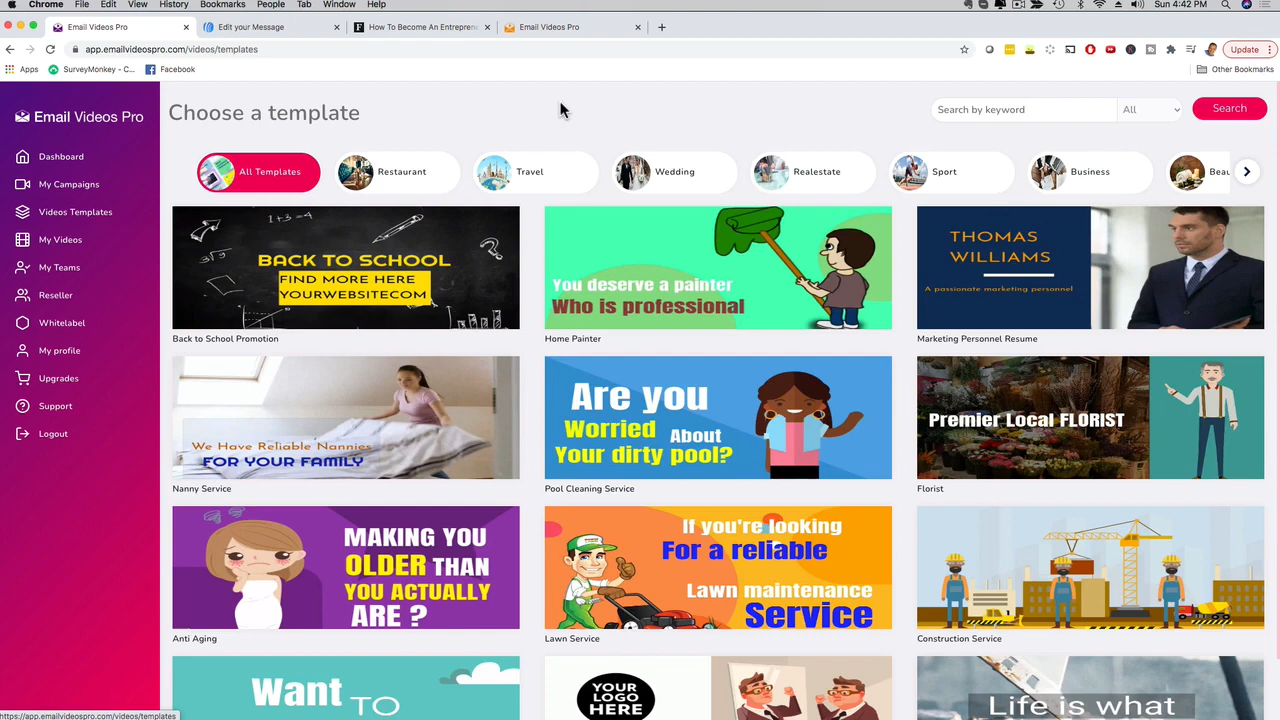 Chrome File Edit View History Bookmarks People Tab Window Help
Sun 4:42 PM
Email Videos Pro
Edit your Message
How To Become An Entrepren
Email Videos Pro
app.emailvideospro.com/videos/templates
Update
Apps
SurveyMonkey - C...
Facebook
Other Bookmarks
Email Videos Pro
Dashboard
My Campaigns
Videos Templates
My Videos
My Teams
Reseller
Whitelabel
My profile
Upgrades
Support
Logout
Choose a template
Search by keyword
All
Search
All Templates
Restaurant
Travel
Wedding
Realestate
Sport
Business
Beau
1+3=4
BACK TO SCHOOL
FIND MORE HERE
YOURWEBSITECOM
Back to School Promotion
You deserve a painter
Who is professional
Home Painter
THOMAS
WILLIAMS
A passionate marketing personnel
Marketing Personnel Resume
We Have Reliable Nannies
FOR YOUR FAMILY
Nanny Service
Are you
Worried About
Your dirty pool?
Pool Cleaning Service
Premier Local FLORIST
Florist
MAKING YOU
OLDER THAN
YOU ACTUALLY
ARE ?
Anti Aging
If you're looking
For a reliable
Lawn maintenance
Service
Lawn Service
Construction Service
Want TO
YOUR
LOGO
HERE
Life is what
https://app.emailvideospro.com/videos/templates